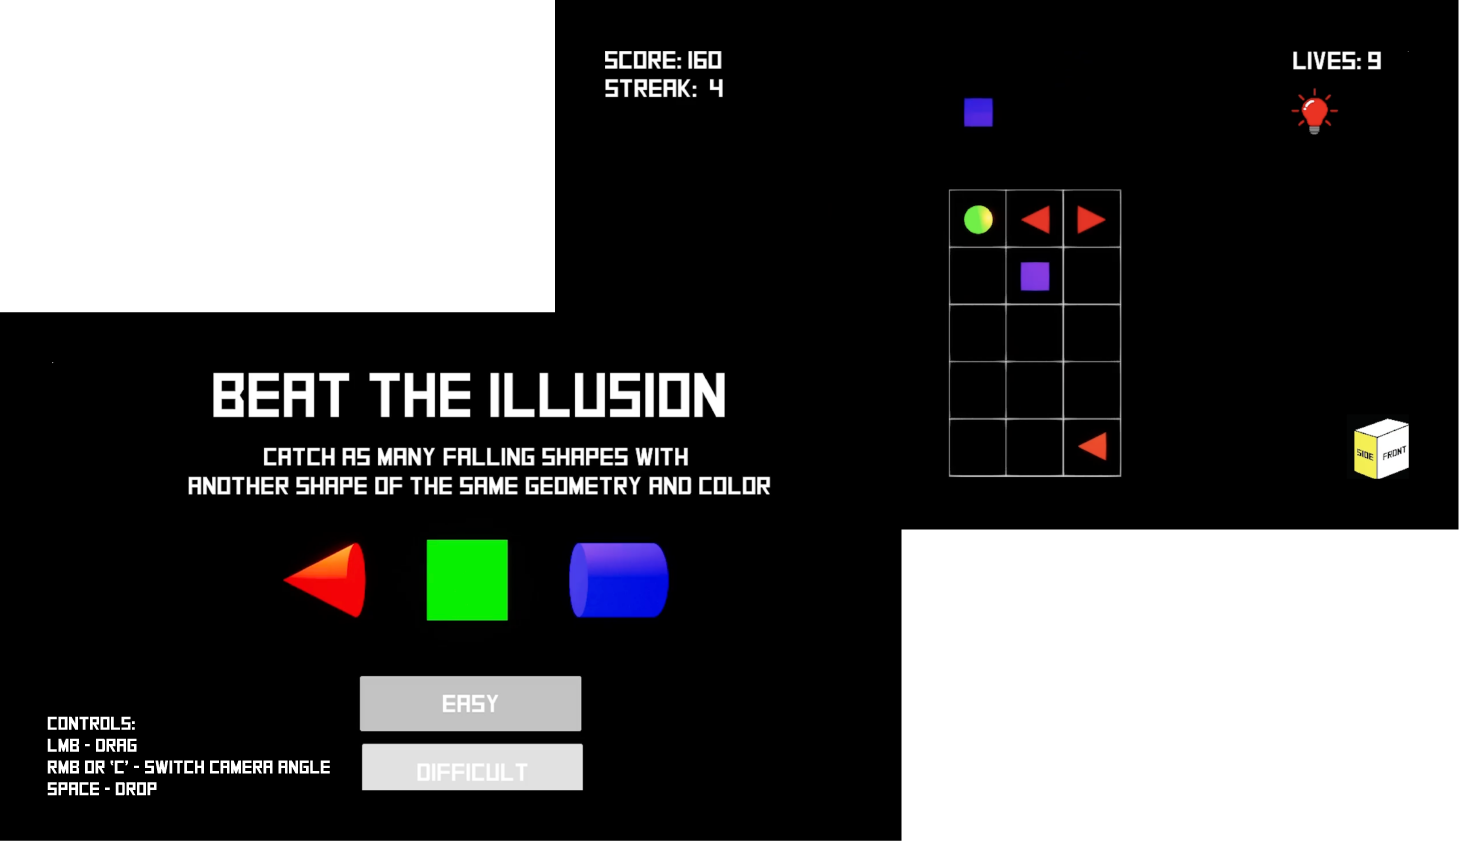 SCORE: 160
STREAK: 4
LIVES: 9
SIDE
FRONT
BEAT THE ILLUSION
CATCH AS MANY FALLING SHAPES WITH
ANOTHER SHAPE OF THE SAME GEOMETRY AND COLOR
EASY
DIFFICULT
CONTROLS:
LMB - DRAG
RMB OR 'C' - SWITCH CAMERA ANGLE
SPACE - DROP